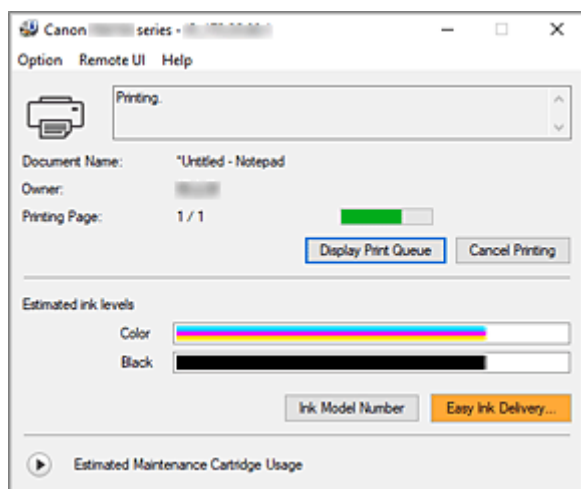 Canon series -
Option Remote UI Help
Printing.
Document Name: "Untitled - Notepad
Owner:
Printing Page: 1 / 1
Display Print Queue Cancel Printing
Estimated ink levels
Color
Black
Ink Model Number Easy Ink Delivery...
Estimated Maintenance Cartridge Usage